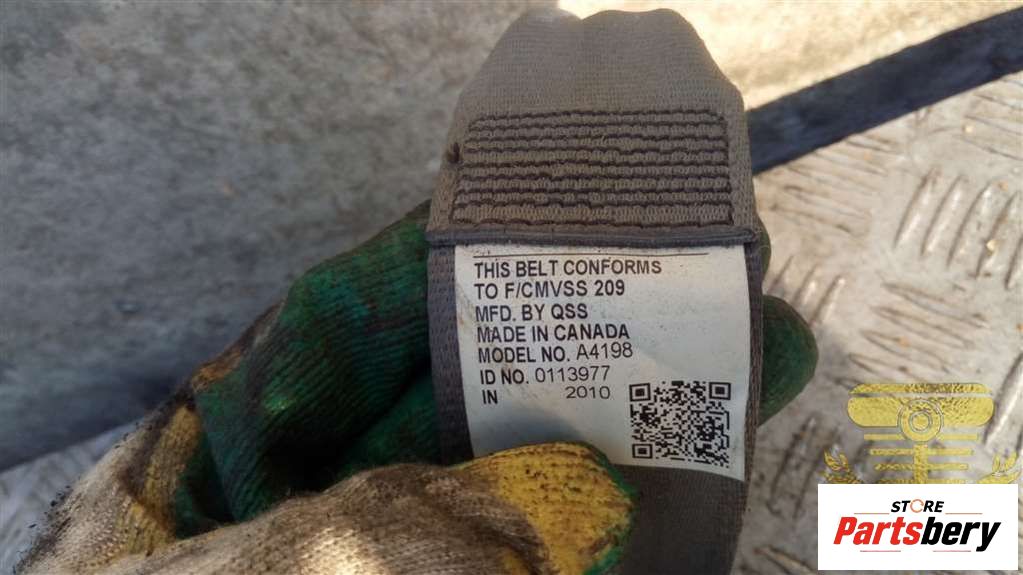 THIS BELT CONFORMS
TO F/CMVSS 209
MFD. BY QSS
MADE IN CANADA
MODEL NO. A4198
ID NO. 0113977
IN 2010
STORE
Partsbery